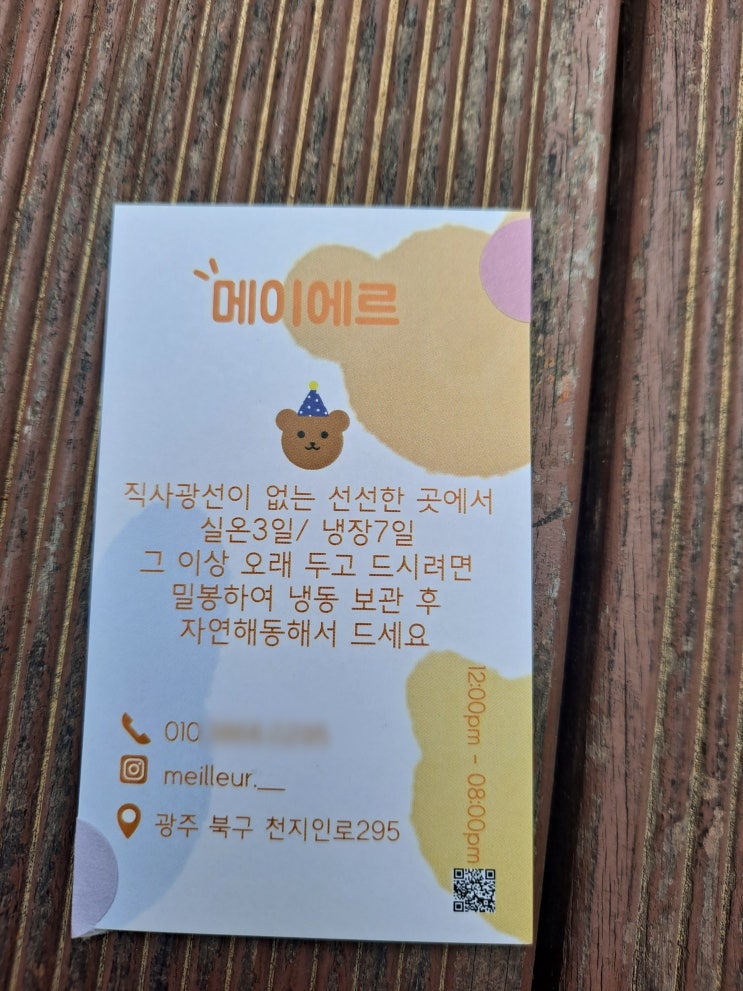 메이에르
직사광선이 없는 선선한 곳에서
실온3일/ 냉장7일
그 이상 오래 두고 드시려면
밀봉하여 냉동 보관 후
자연해동해서 드세요
12:00pm - 08:00pm
010
meilleur.__
광주 북구 천지인로295